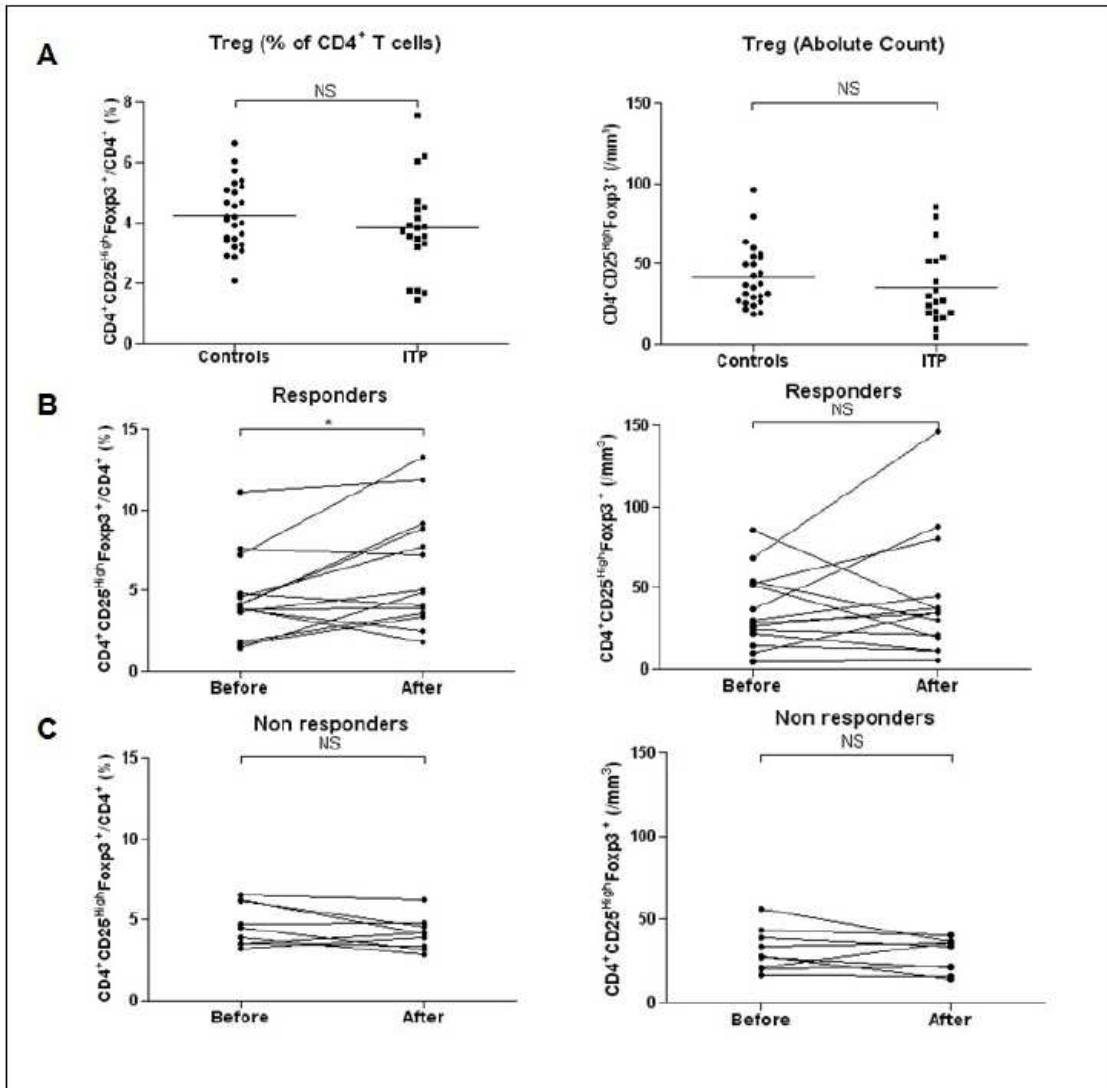 A
Treg (% of CD4⁺ T cells)
CD4⁺CD25ᴴⁱᵍʰFoxp3⁺/CD4⁺ (%)
NS
8
6
4
2
0
Controls
ITP
Treg (Abolute Count)
CD4⁺CD25ᴴⁱᵍʰFoxp3⁺ (/mm³)
NS
150
100
50
0
Controls
ITP
B
Responders
CD4⁺CD25ᴴⁱᵍʰFoxp3⁺/CD4⁺ (%)
*
15
10
5
0
Before
After
Responders
CD4⁺CD25ᴴⁱᵍʰFoxp3⁺ (/mm³)
NS
150
100
50
0
Before
After
C
Non responders
CD4⁺CD25ᴴⁱᵍʰFoxp3⁺/CD4⁺ (%)
NS
15
10
5
0
Before
After
Non responders
CD4⁺CD25ᴴⁱᵍʰFoxp3⁺ (/mm³)
NS
150
100
50
0
Before
After